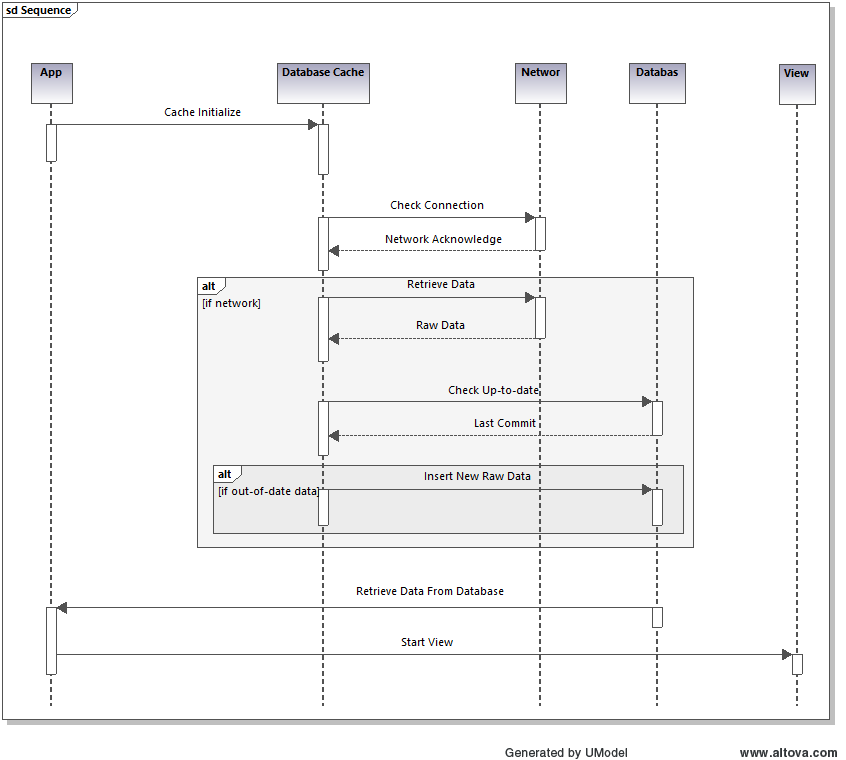 sd Sequence
App
Database Cache
Networ
Databas
View
Cache Initialize
Check Connection
Network Acknowledge
alt
Retrieve Data
[if network]
Raw Data
Check Up-to-date
Last Commit
alt
Insert New Raw Data
[if out-of-date data]
Retrieve Data From Database
Start View
Generated by UModel
www.altova.com